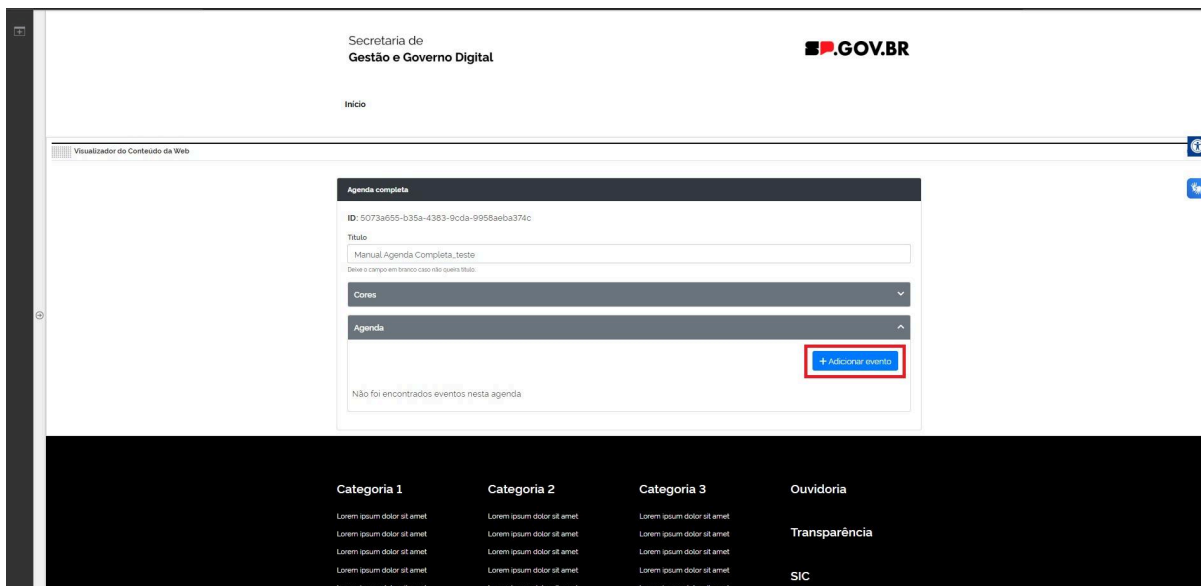 Secretaria de
Gestão e Governo Digital
SP.GOV.BR
Início
Visualizador do Conteúdo da Web
Agenda completa
ID: 5073a655-b35a-4383-9cda-9958aeba374c
Título
Manual Agenda Completa_teste
Deixe o campo em branco caso não queira título.
Cores
Agenda
+ Adicionar evento
Não foi encontrados eventos nesta agenda
Categoria 1 Categoria 2 Categoria 3 Ouvidoria
Lorem ipsum dolor sit amet Lorem ipsum dolor sit amet Lorem ipsum dolor sit amet
Lorem ipsum dolor sit amet Lorem ipsum dolor sit amet Lorem ipsum dolor sit amet Transparência
Lorem ipsum dolor sit amet Lorem ipsum dolor sit amet Lorem ipsum dolor sit amet
Lorem ipsum dolor sit amet Lorem ipsum dolor sit amet Lorem ipsum dolor sit amet SIC